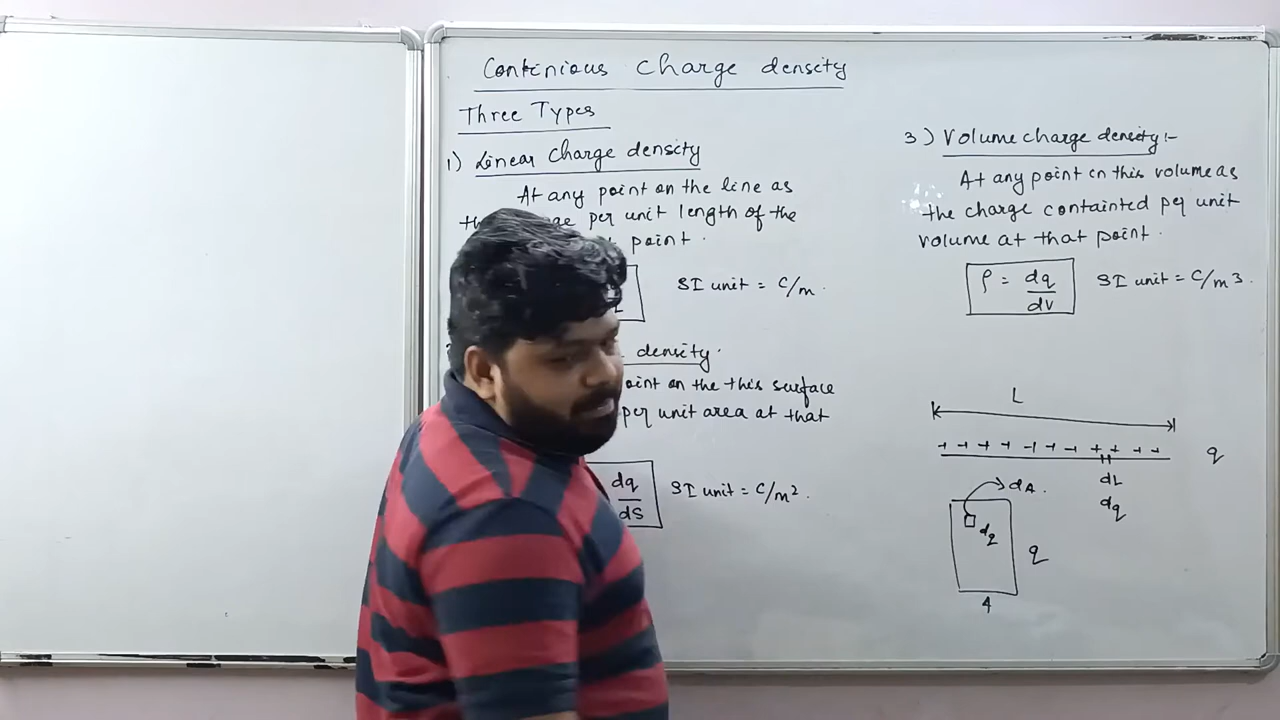 Continious charge density
Three Types
1) Linear charge density
At any point on the line as
per unit length of the
point.
SI unit = C/m.
density.
point on the this surface
per unit area at that
dq
dS
SI unit = C/m².
3) Volume charge density:-
At any point on this volume as
the charge containted per unit
volume at that point.
ρ = dq
dV
SI unit = C/m3.
L
+ + + + + + + + + + +
q
dL
dq
dA.
dq
q
A